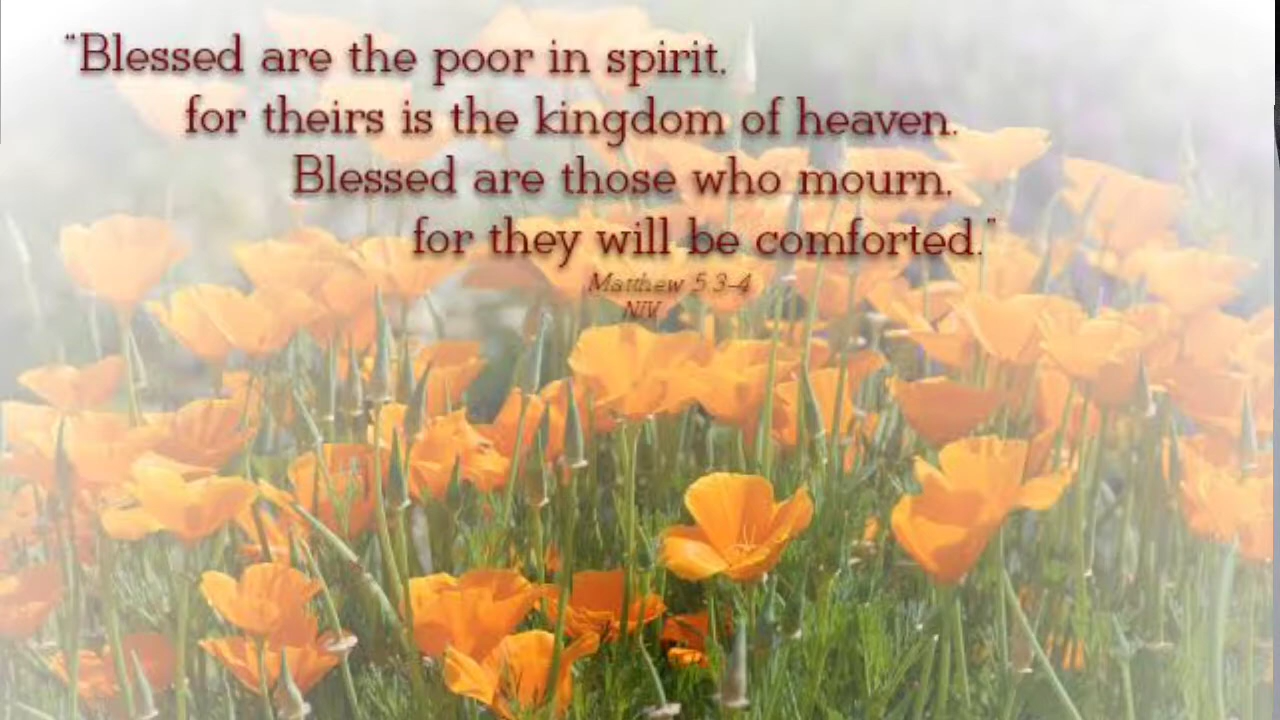 "Blessed are the poor in spirit,
for theirs is the kingdom of heaven.
Blessed are those who mourn,
for they will be comforted."
Matthew 5:3-4
NIV